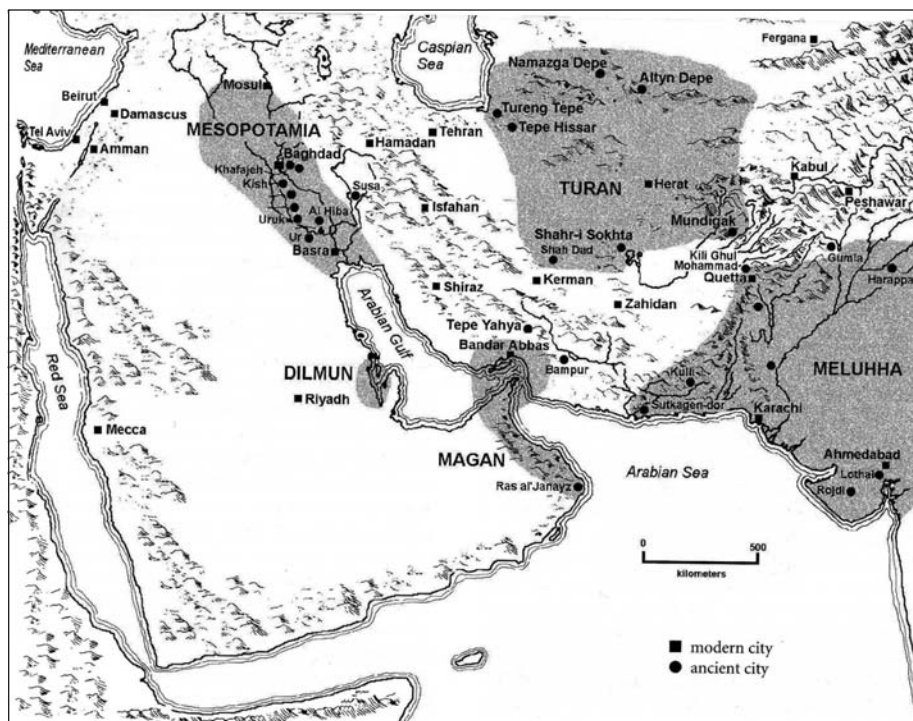 Mediterranean
Sea
Caspian
Sea
Fergana
Beirut
Damascus
Tel Aviv
Amman
Mosul
MESOPOTAMIA
Baghdad
Khafajeh
Kish
Uruk
Al Hiba
Ur
Basra
Susa
Hamadan
Tehran
Isfahan
Namazga Depe
Altyn Depe
Tureng Tepe
Tepe Hissar
TURAN
Herat
Kabul
Peshawar
Mundigak
Shahr-i Sokhta
Shah Dad
Kili Ghul
Mohammad
Quetta
Gumla
Harappa
Shiraz
Kerman
Zahidan
Arabian Gulf
Tepe Yahya
Bandar Abbas
Bampur
Kulli
MELUHHA
DILMUN
Riyadh
Sutkagen-dor
Karachi
Red Sea
Mecca
MAGAN
Ras al'Janayz
Arabian Sea
Ahmedabad
Lothal
Rojdi
0 500
kilometers
modern city
ancient city